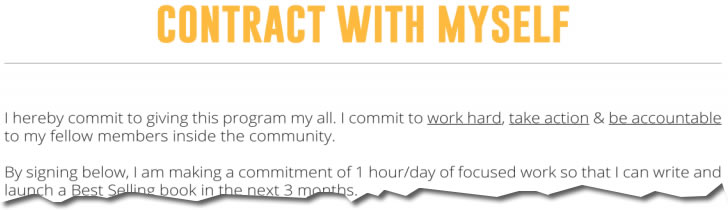 CONTRACT WITH MYSELF
I hereby commit to giving this program my all. I commit to work hard, take action & be accountable
to my fellow members inside the community.
By signing below, I am making a commitment of 1 hour/day of focused work so that I can write and
launch a Best Selling book in the next 3 months.